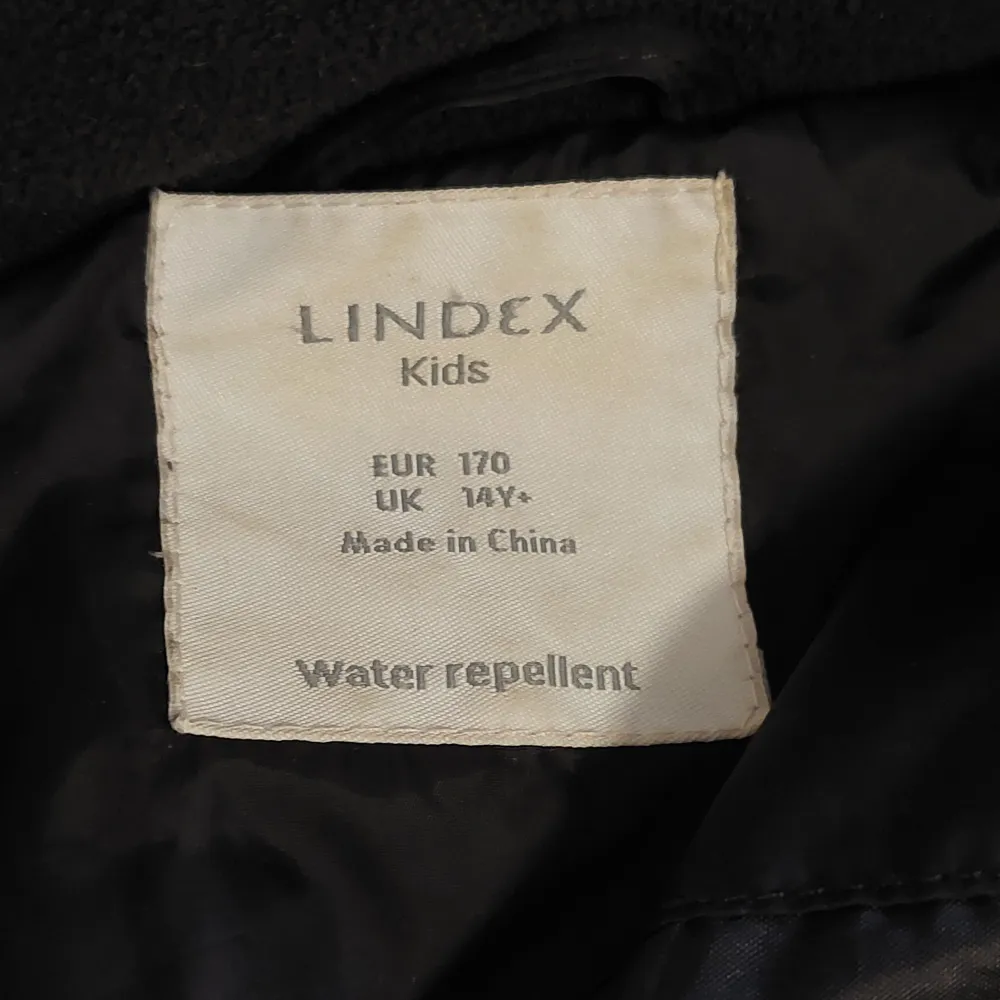 LINDEX
Kids
EUR 170
UK 14Y+
Made in China
Water repellent